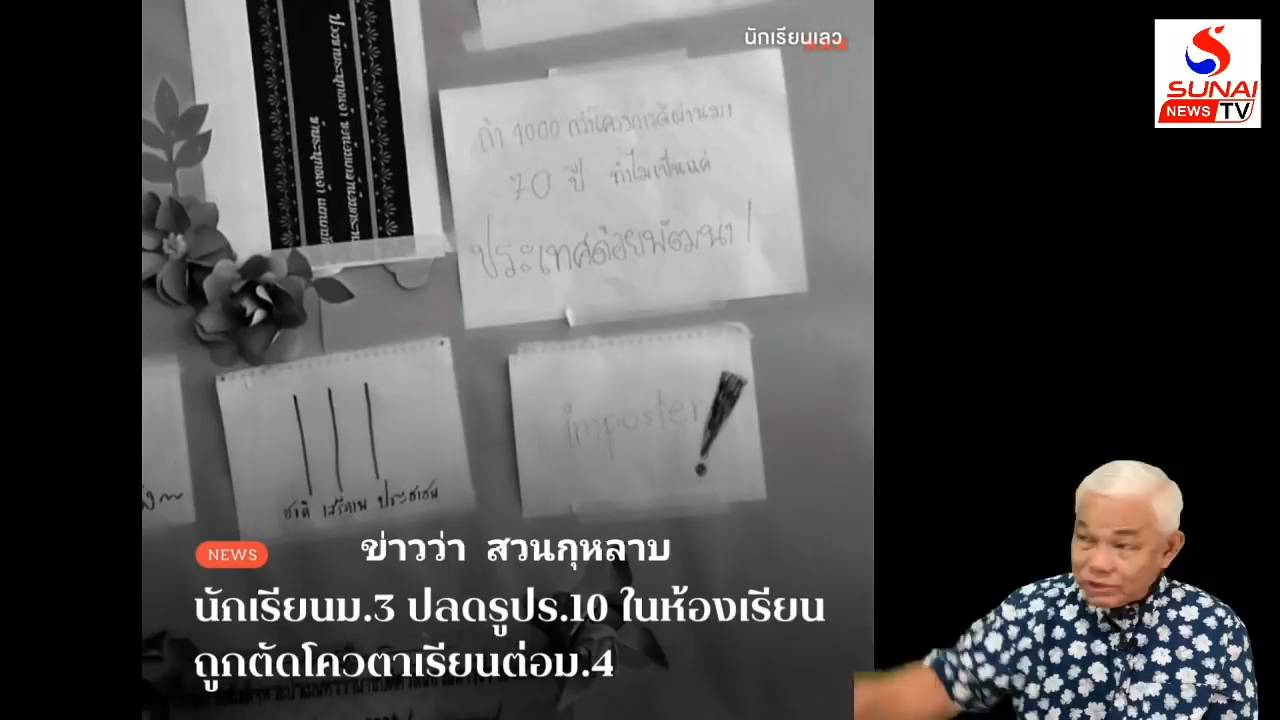 นักเรียนเลว
SUNAI
NEWS TV
ถ้า 4000 กว่าโครงการดีผ่านมา
70 ปี ทำไมเป็นแค่
ประเทศด้อยพัฒนา!
imposter!
ชาติ เสรีภาพ ประชาชน
NEWS
ข่าวว่า สวนกุหลาบ
นักเรียนม.3 ปลดรูปร.10 ในห้องเรียน
ถูกตัดโควตาเรียนต่อม.4